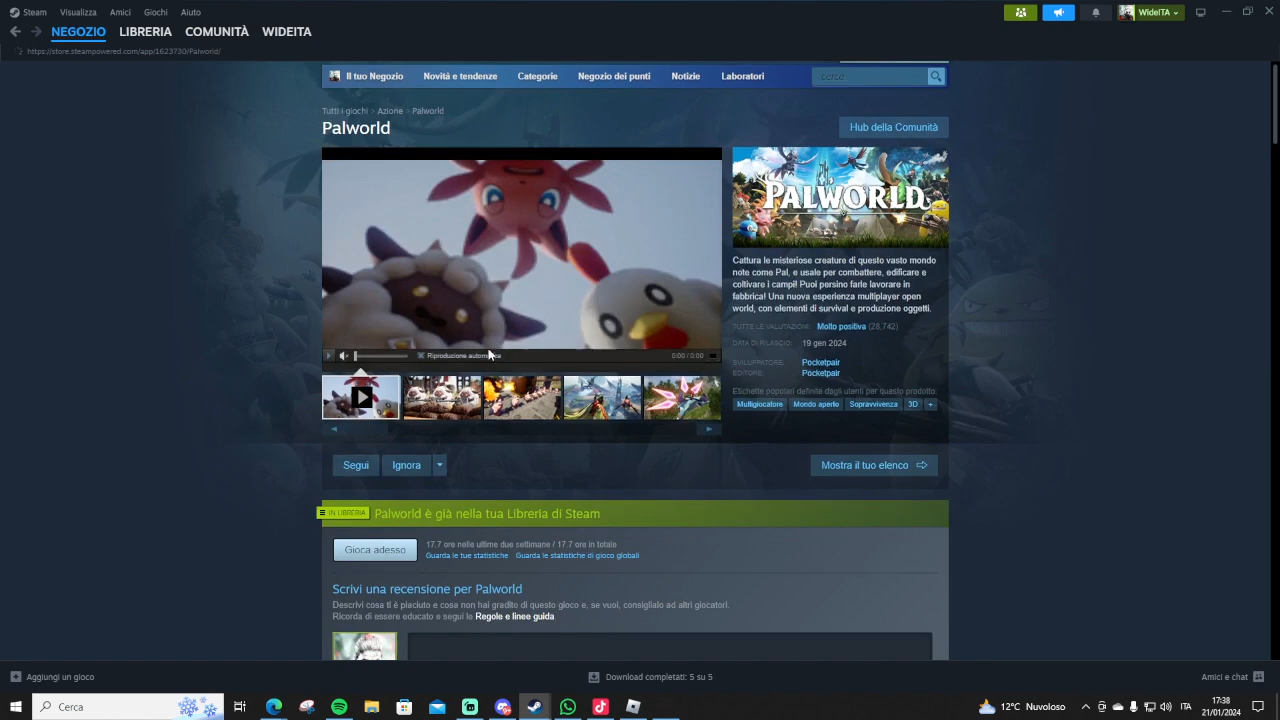 Steam Visualizza Amici Giochi Aiuto
WideITA
NEGOZIO LIBRERIA COMUNITÀ WIDEITA
https://store.steampowered.com/app/1623730/Palworld/
Il tuo Negozio Novità e tendenze Categorie Negozio dei punti Notizie Laboratori cerca
Tutti i giochi > Azione > Palworld
Palworld
Hub della Comunità
PALWORLD
Cattura le misteriose creature di questo vasto mondo
note come Pal, e usale per combattere, edificare e
coltivare i campi! Puoi persino farle lavorare in
fabbrica! Una nuova esperienza multiplayer open
world, con elementi di survival e produzione oggetti.
TUTTE LE VALUTAZIONI: Molto positiva (28,742)
DATA DI RILASCIO: 19 gen 2024
SVILUPPATORE: Pocketpair
EDITORE: Pocketpair
Etichette popolari definite dagli utenti per questo prodotto:
Multigiocatore Mondo aperto Sopravvivenza 3D +
Riproduzione automatica 0:00 / 0:00
Segui Ignora Mostra il tuo elenco
IN LIBRERIA Palworld è già nella tua Libreria di Steam
Gioca adesso
17.7 ore nelle ultime due settimane / 17.7 ore in totale
Guarda le tue statistiche Guarda le statistiche di gioco globali
Scrivi una recensione per Palworld
Descrivi cosa ti è piaciuto e cosa non hai gradito di questo gioco e, se vuoi, consiglialo ad altri giocatori.
Ricorda di essere educato e segui le Regole e linee guida
Aggiungi un gioco Download completati: 5 su 5 Amici e chat
Cerca 12°C Nuvoloso 17:38
21/01/2024